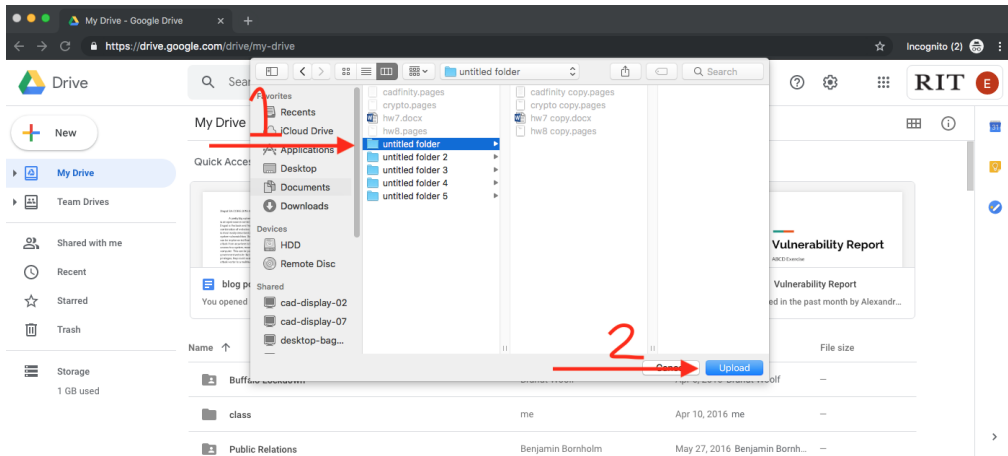 My Drive - Google Drive
https://drive.google.com/drive/my-drive
Incognito (2)
Drive
untitled folder
Search
RIT
E
New
My Drive
Team Drives
Shared with me
Recent
Starred
Trash
Storage
1 GB used
My Drive
Quick Acces
1
Favorites
Recents
iCloud Drive
Applications
Desktop
Documents
Downloads
Devices
HDD
Remote Disc
Shared
cad-display-02
cad-display-07
desktop-bag...
cadfinity.pages
crypto.pages
hw7.docx
hw8.pages
untitled folder
untitled folder 2
untitled folder 3
untitled folder 4
untitled folder 5
cadfinity copy.pages
crypto copy.pages
hw7 copy.docx
hw8 copy.pages
2
Upload
Vulnerability Report
ABCD Exercise
Vulnerability Report
ed in the past month by Alexandr...
blog p
You opened
Name
File size
Buffalo Lockdown
class
me
Apr 10, 2016 me
Public Relations
Benjamin Bornholm
May 27, 2016 Benjamin Bornh...